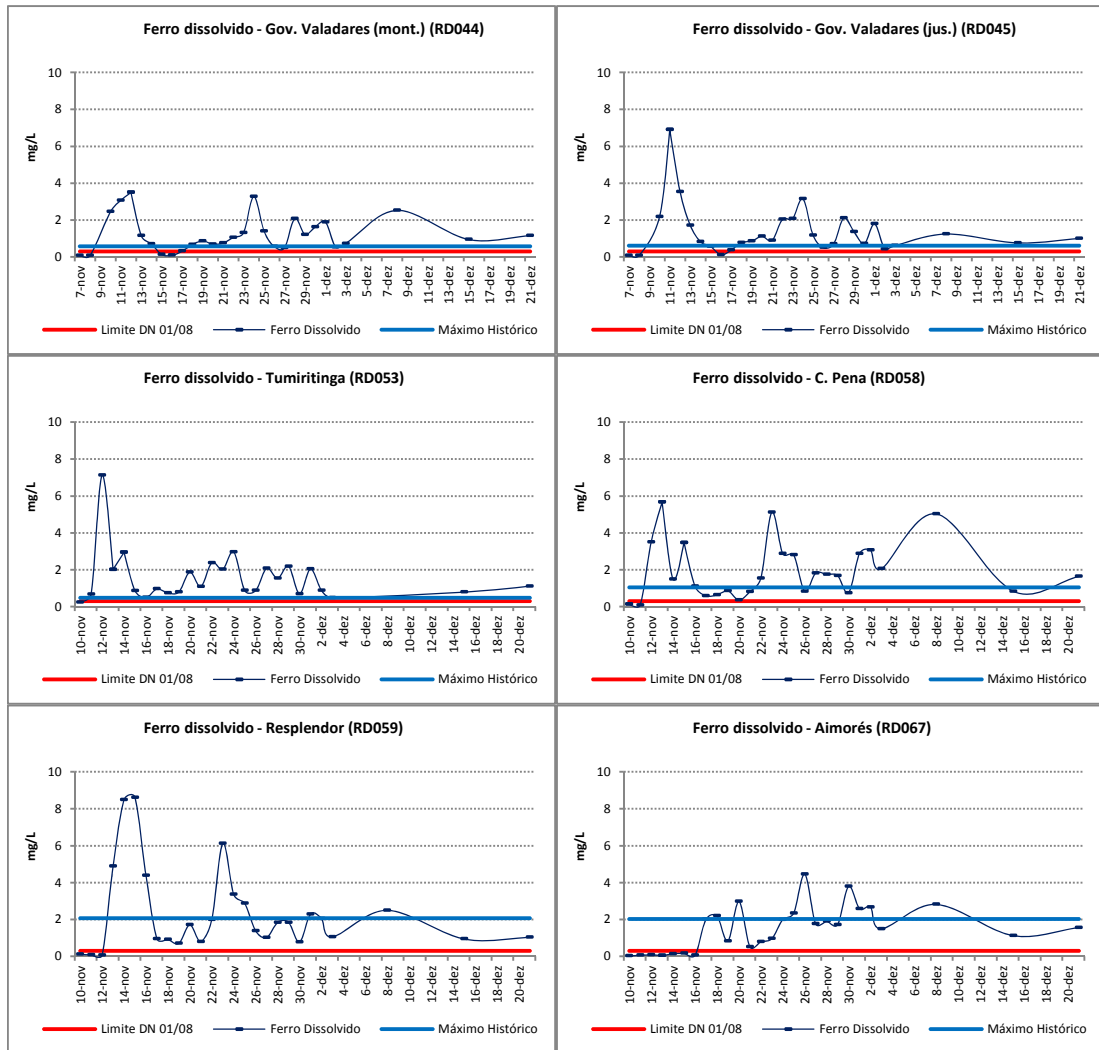 Ferro dissolvido - Gov. Valadares (mont.) (RD044)
mg/L
10
8
6
4
2
0
7-nov
9-nov
11-nov
13-nov
15-nov
17-nov
19-nov
21-nov
23-nov
25-nov
27-nov
29-nov
1-dez
3-dez
5-dez
7-dez
9-dez
11-dez
13-dez
15-dez
17-dez
19-dez
21-dez
Limite DN 01/08 Ferro Dissolvido Máximo Histórico
Ferro dissolvido - Gov. Valadares (jus.) (RD045)
mg/L
10
8
6
4
2
0
7-nov
9-nov
11-nov
13-nov
15-nov
17-nov
19-nov
21-nov
23-nov
25-nov
27-nov
29-nov
1-dez
3-dez
5-dez
7-dez
9-dez
11-dez
13-dez
15-dez
17-dez
19-dez
21-dez
Limite DN 01/08 Ferro Dissolvido Máximo Histórico
Ferro dissolvido - Tumiritinga (RD053)
mg/L
10
8
6
4
2
0
10-nov
12-nov
14-nov
16-nov
18-nov
20-nov
22-nov
24-nov
26-nov
28-nov
30-nov
2-dez
4-dez
6-dez
8-dez
10-dez
12-dez
14-dez
16-dez
18-dez
20-dez
Limite DN 01/08 Ferro Dissolvido Máximo Histórico
Ferro dissolvido - C. Pena (RD058)
mg/L
10
8
6
4
2
0
10-nov
12-nov
14-nov
16-nov
18-nov
20-nov
22-nov
24-nov
26-nov
28-nov
30-nov
2-dez
4-dez
6-dez
8-dez
10-dez
12-dez
14-dez
16-dez
18-dez
20-dez
Limite DN 01/08 Ferro Dissolvido Máximo Histórico
Ferro dissolvido - Resplendor (RD059)
mg/L
10
8
6
4
2
0
10-nov
12-nov
14-nov
16-nov
18-nov
20-nov
22-nov
24-nov
26-nov
28-nov
30-nov
2-dez
4-dez
6-dez
8-dez
10-dez
12-dez
14-dez
16-dez
18-dez
20-dez
Limite DN 01/08 Ferro Dissolvido Máximo Histórico
Ferro dissolvido - Aimorés (RD067)
mg/L
10
8
6
4
2
0
10-nov
12-nov
14-nov
16-nov
18-nov
20-nov
22-nov
24-nov
26-nov
28-nov
30-nov
2-dez
4-dez
6-dez
8-dez
10-dez
12-dez
14-dez
16-dez
18-dez
20-dez
Limite DN 01/08 Ferro Dissolvido Máximo Histórico